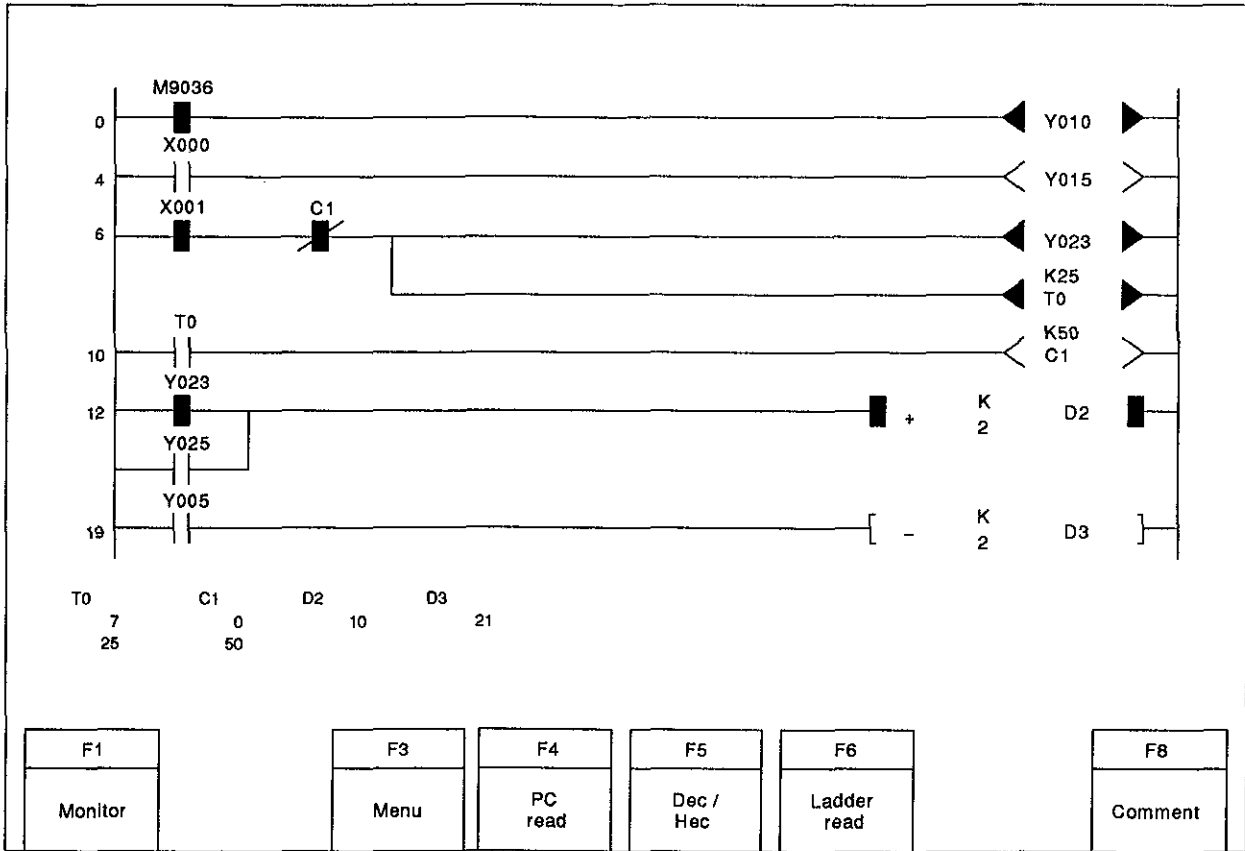 M9036
0 Y010
X000
4 Y015
X001 C1
6 Y023
K25
T0
T0
10 K50
C1
Y023
12 + K 2 D2
Y025
Y005
19 - K 2 D3
T0 C1 D2 D3
7 0 10 21
25 50
F1 F3 F4 F5 F6 F8
Monitor Menu PC read Dec / Hec Ladder read Comment